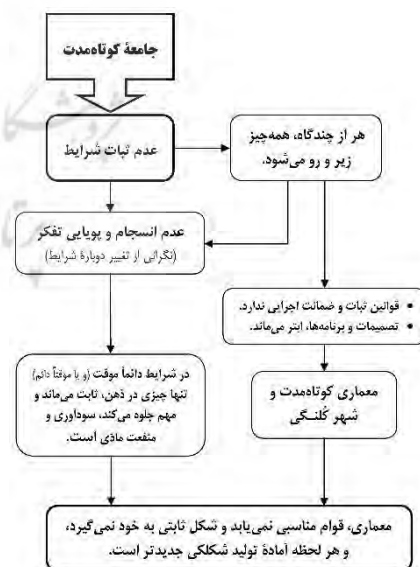 جامعهٔ کوتاه‌مدت
عدم ثبات شرایط
هر از چندگاه، همه‌چیز
زیر و رو می‌شود.
عدم انسجام و پویایی تفکر
(نگرانی از تغییر دوبارهٔ شرایط)
• قوانین ثبات و ضمانت اجرایی ندارد.
• تصمیمات و برنامه‌ها، ابتر می‌ماند.
در شرایط دائماً موقت (و یا موقتاً دائم)
تنها چیزی در ذهن، ثابت می‌ماند و
مهم جلوه می‌کند، سودآوری و
منفعت مادّی است.
معماری کوتاه‌مدت و
شهر کُلنگی
معماری، قوام مناسبی نمی‌یابد و شکل ثابتی به خود نمی‌گیرد،
و هر لحظه آمادهٔ تولید شکلکی جدیدتر است.